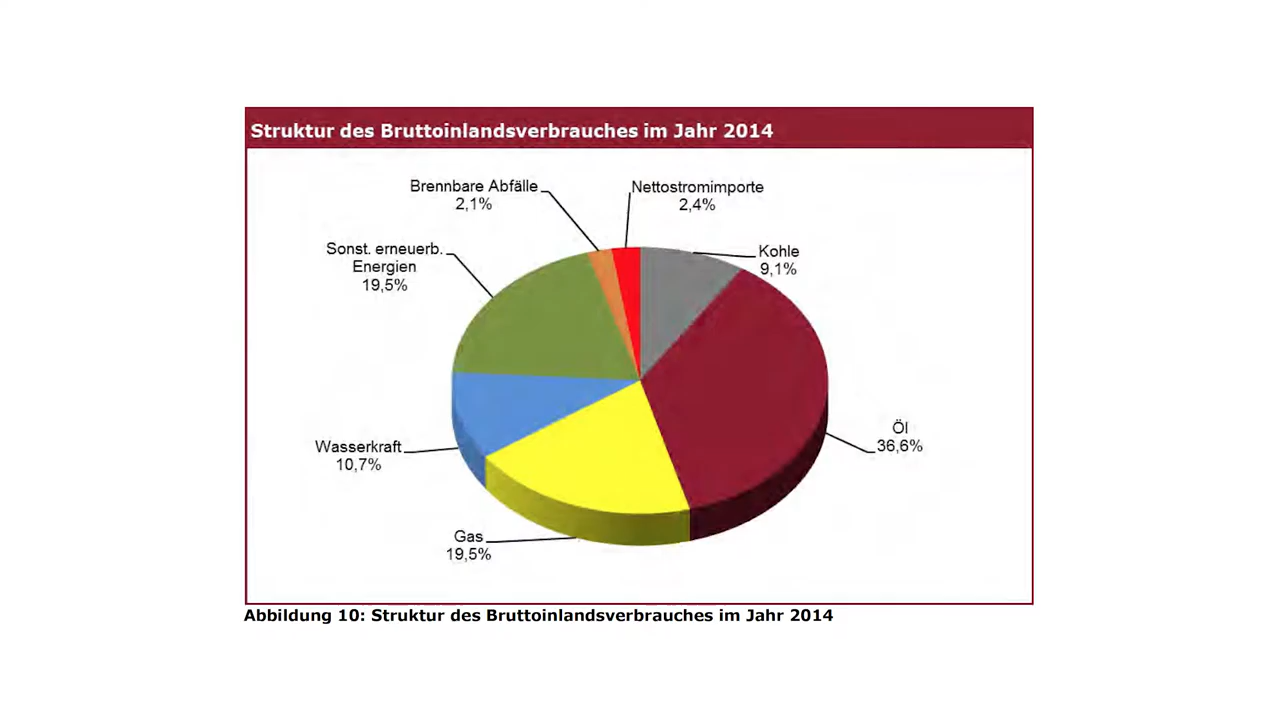 Struktur des Bruttoinlandsverbrauches im Jahr 2014
Brennbare Abfälle
2,1%
Nettostromimporte
2,4%
Sonst. erneuerb.
Energien
19,5%
Kohle
9,1%
Öl
36,6%
Wasserkraft
10,7%
Gas
19,5%
Abbildung 10: Struktur des Bruttoinlandsverbrauches im Jahr 2014